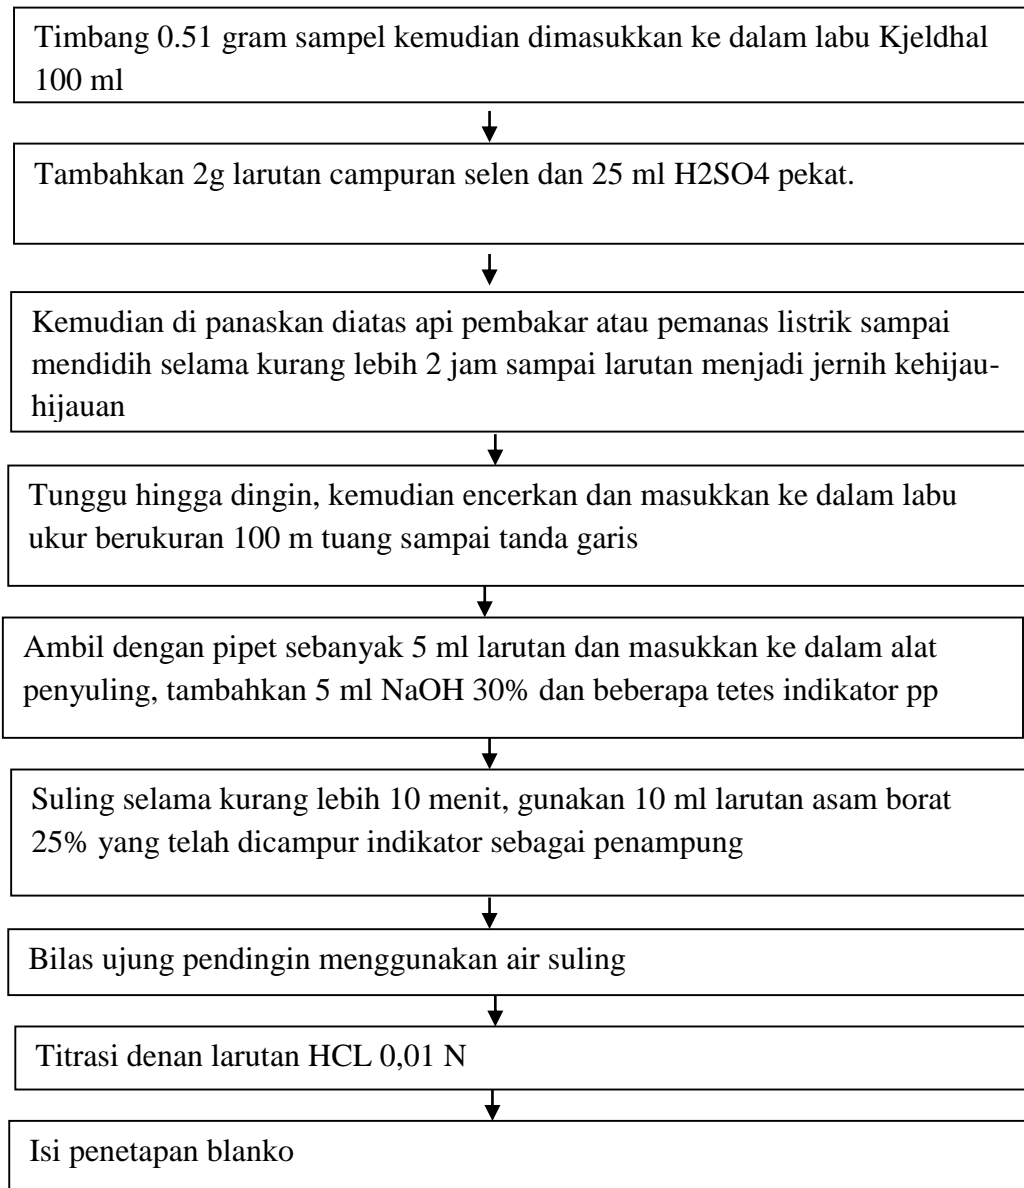 Timbang 0.51 gram sampel kemudian dimasukkan ke dalam labu Kjeldhal
100 ml
Tambahkan 2g larutan campuran selen dan 25 ml H2SO4 pekat.
Kemudian di panaskan diatas api pembakar atau pemanas listrik sampai
mendidih selama kurang lebih 2 jam sampai larutan menjadi jernih kehijau-
hijauan
Tunggu hingga dingin, kemudian encerkan dan masukkan ke dalam labu
ukur berukuran 100 m tuang sampai tanda garis
Ambil dengan pipet sebanyak 5 ml larutan dan masukkan ke dalam alat
penyuling, tambahkan 5 ml NaOH 30% dan beberapa tetes indikator pp
Suling selama kurang lebih 10 menit, gunakan 10 ml larutan asam borat
25% yang telah dicampur indikator sebagai penampung
Bilas ujung pendingin menggunakan air suling
Titrasi denan larutan HCL 0,01 N
Isi penetapan blanko